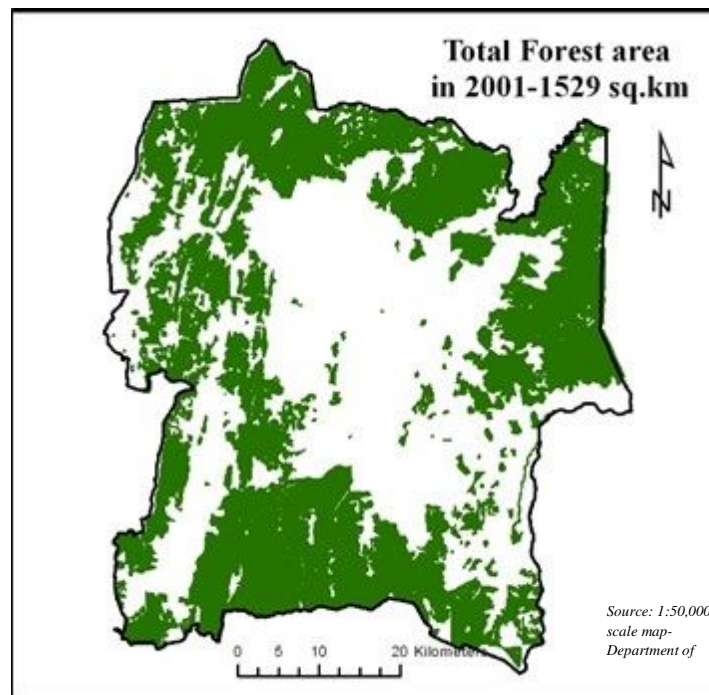 Total Forest area
in 2001-1529 sq.km
N
Source: 1:50,000
scale map-
Department of
0 5 10 20 Kilometers